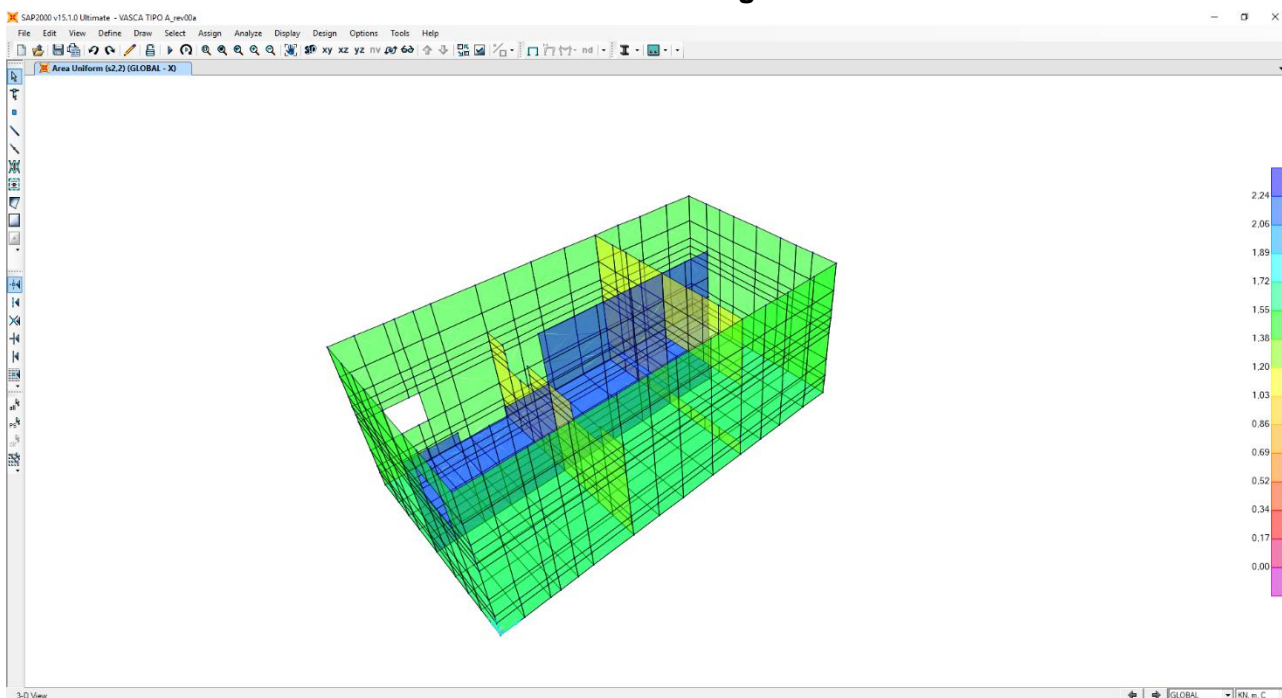 SAP2000 v15.1.0 Ultimate - VASCA TIPO A_rev00a
File Edit View Define Draw Select Assign Analyze Display Design Options Tools Help
xy xz yz nv
nd
Area Uniform (s2,2) (GLOBAL - X)
all
PS
2,24
2,06
1,89
1,72
1,55
1,38
1,20
1,03
0,86
0,69
0,52
0,34
0,17
0,00
3-D View
GLOBAL
KN, m, C